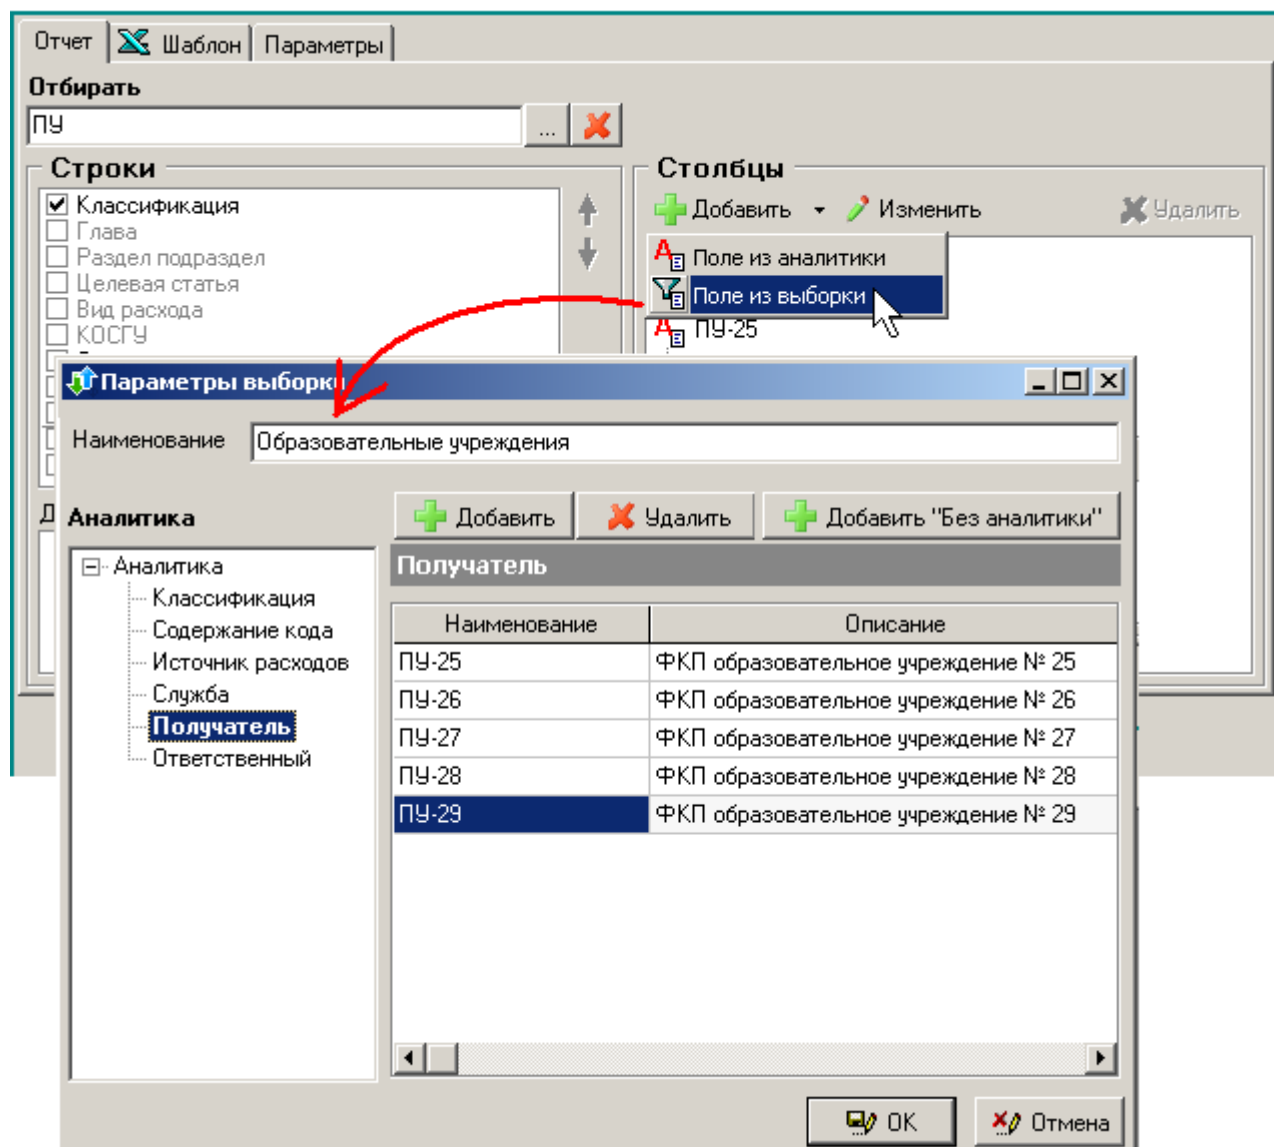 Отчет Шаблон Параметры
Отбирать
ПУ ...
Строки
Классификация
Глава
Раздел подраздел
Целевая статья
Вид расхода
КОСГУ
Столбцы
Добавить Изменить Удалить
Поле из аналитики
Поле из выборки
ПУ-25
Параметры выборки
Наименование Образовательные учреждения
Д
Аналитика
Добавить Удалить Добавить "Без аналитики"
Аналитика
Классификация
Содержание кода
Источник расходов
Служба
Получатель
Ответственный
Получатель
Наименование Описание
ПУ-25 ФКП образовательное учреждение № 25
ПУ-26 ФКП образовательное учреждение № 26
ПУ-27 ФКП образовательное учреждение № 27
ПУ-28 ФКП образовательное учреждение № 28
ПУ-29 ФКП образовательное учреждение № 29
OK Отмена